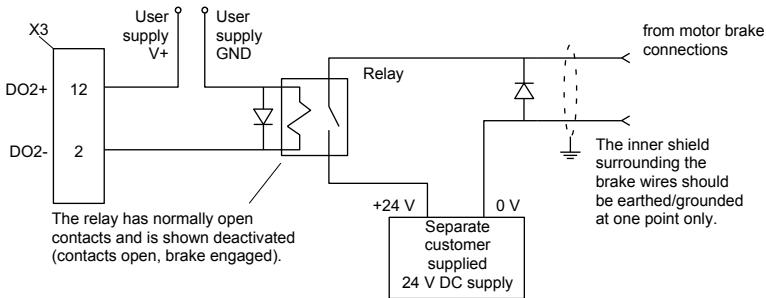 X3
User
supply
V+
User
supply
GND
from motor brake
connections
Relay
DO2+
12
DO2-
2
The inner shield
surrounding the
brake wires should
be earthed/grounded
at one point only.
The relay has normally open
contacts and is shown deactivated
(contacts open, brake engaged).
+24 V
0 V
Separate
customer
supplied
24 V DC supply